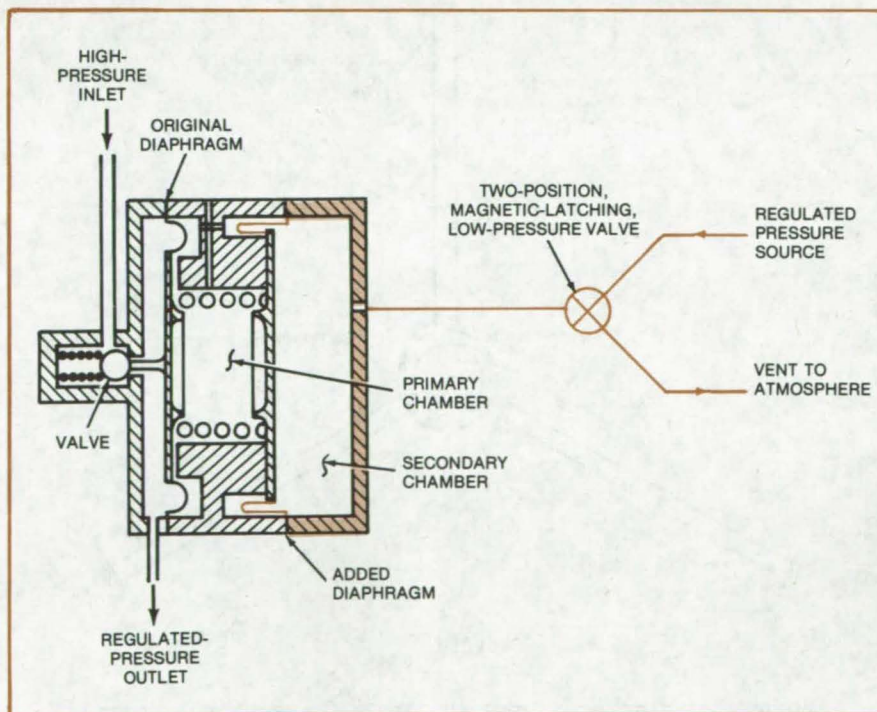 HIGH-
PRESSURE
INLET
ORIGINAL
DIAPHRAGM
TWO-POSITION,
MAGNETIC-LATCHING,
LOW-PRESSURE VALVE
REGULATED
PRESSURE
SOURCE
VENT TO
ATMOSPHERE
PRIMARY
CHAMBER
VALVE
SECONDARY
CHAMBER
ADDED
DIAPHRAGM
REGULATED-
PRESSURE
OUTLET